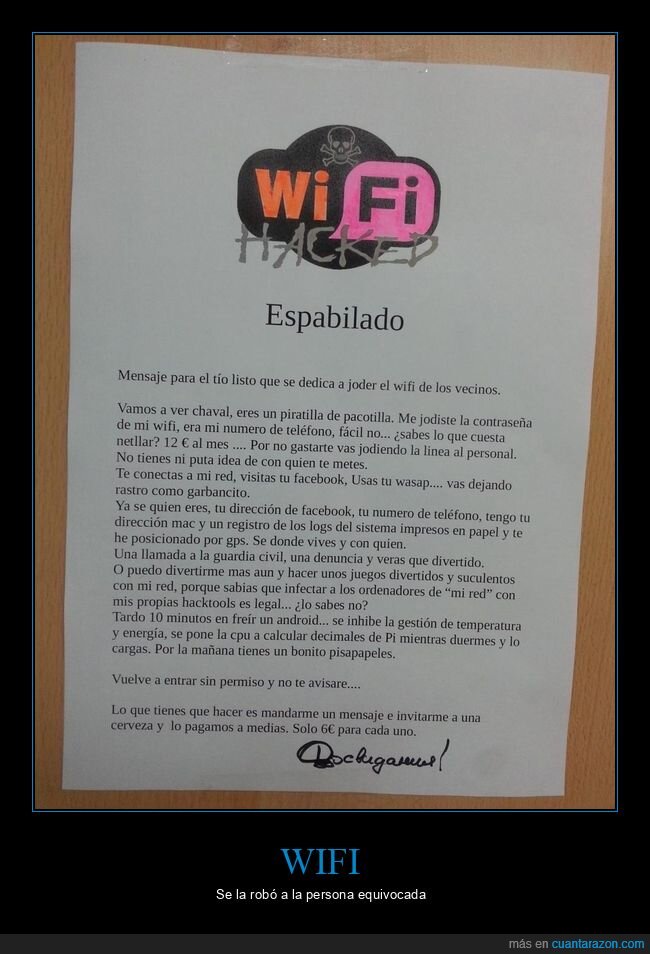 Wi Fi
HACKED
Espabilado
Mensaje para el tío listo que se dedica a joder el wifi de los vecinos.
Vamos a ver chaval, eres un piratilla de pacotilla. Me jodiste la contraseña
de mi wifi, era mi numero de teléfono, fácil no... ¿sabes lo que cuesta
netllar? 12 € al mes .... Por no gastarte vas jodiendo la linea al personal.
No tienes ni puta idea de con quien te metes.
Te conectas a mi red, visitas tu facebook, Usas tu wasap.... vas dejando
rastro como garbancito.
Ya se quien eres, tu dirección de facebook, tu numero de teléfono, tengo tu
dirección mac y un registro de los logs del sistema impresos en papel y te
he posicionado por gps. Se donde vives y con quien.
Una llamada a la guardia civil, una denuncia y veras que divertido.
O puedo divertirme mas aun y hacer unos juegos divertidos y suculentos
con mi red, porque sabias que infectar a los ordenadores de “mi red” con
mis propias hacktools es legal... ¿lo sabes no?
Tardo 10 minutos en freír un android... se inhibe la gestión de temperatura
y energía, se pone la cpu a calcular decimales de Pi mientras duermes y lo
cargas. Por la mañana tienes un bonito pisapapeles.
Vuelve a entrar sin permiso y no te avisare....
Lo que tienes que hacer es mandarme un mensaje e invitarme a una
cerveza y lo pagamos a medias. Solo 6€ para cada uno.
WIFI
Se la robó a la persona equivocada
más en cuantarazon.com